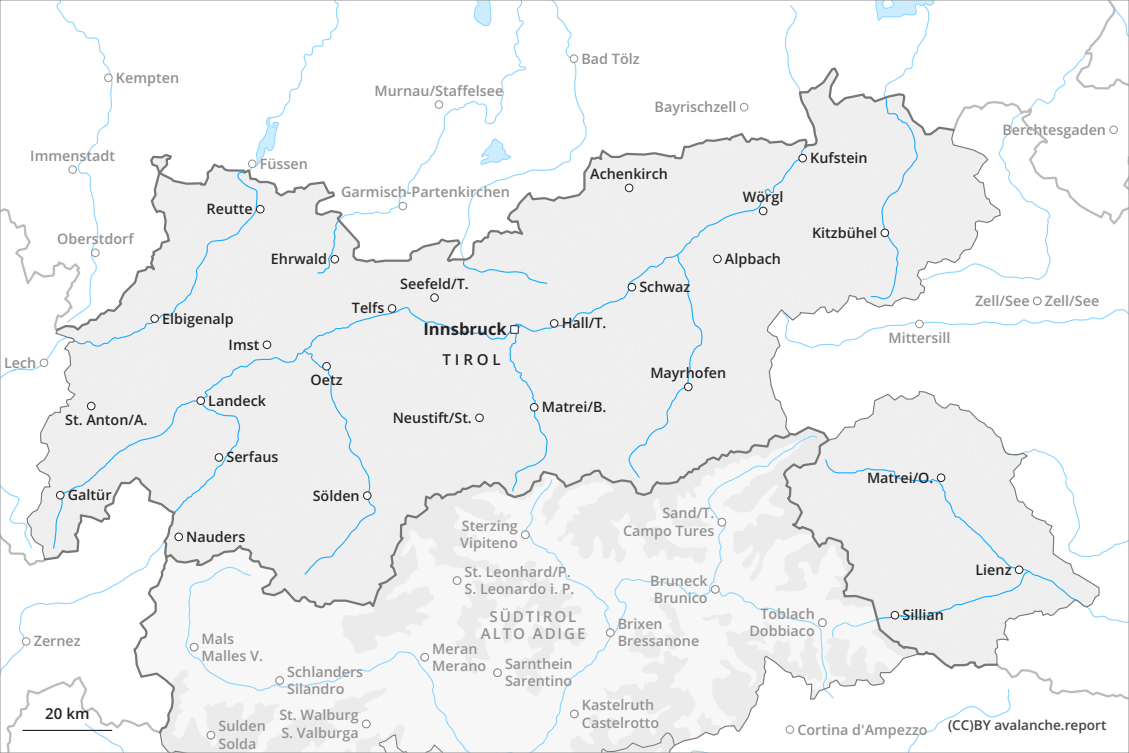 Kempten
Bad Tölz
Murnau/Staffelsee
Bayrischzell
Berchtesgaden
Immenstadt
Füssen
Kufstein
Achenkirch
Garmisch-Partenkirchen
Wörgl
Reutte
Kitzbühel
Oberstdorf
Ehrwald
Alpbach
Seefeld/T.
Schwaz
Zell/See
Zell/See
Telfs
Elbigenalp
Innsbruck
Hall/T.
Mittersill
Imst
TIROL
Lech
Oetz
Mayrhofen
Landeck
Matrei/B.
St. Anton/A.
Neustift/St.
Serfaus
Matrei/O.
Galtür
Sölden
Sand/T.
Campo Tures
Sterzing
Vipiteno
Nauders
St. Leonhard/P.
S. Leonardo i. P.
Bruneck
Brunico
Lienz
SÜDTIROL
ALTO ADIGE
Toblach
Dobbiaco
Sillian
Brixen
Bressanone
Zernez
Mals
Malles V.
Meran
Merano
Sarnthein
Sarentino
Schlanders
Silandro
Kastelruth
Castelrotto
St. Walburg
S. Valburga
Sulden
Solda
20 km
Cortina d'Ampezzo
(CC)BY avalanche.report